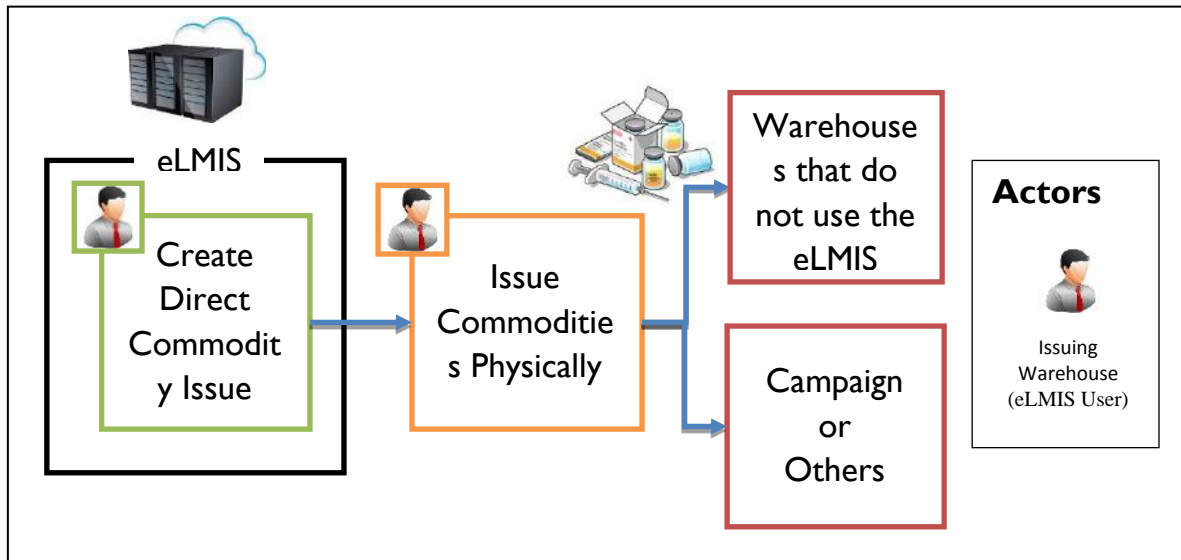 eLMIS
Create
Direct
Commodit
y Issue
Issue
Commoditie
s Physically
Warehouse
s that do
not use the
eLMIS
Campaign
or
Others
Actors
Issuing
Warehouse
(eLMIS User)